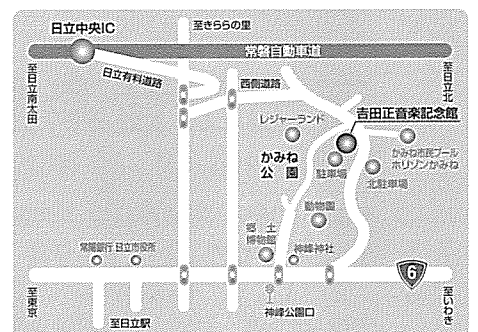 至きららの里
日立中央IC
常磐自動車道
至日立南太田
日立有料道路
西側道路
至日立北
吉田正音楽記念館
レジャーランド
かみね
公園
駐車場
かみね市民プール
ホリゾンかみね
北駐車場
動物園
郷土
博物館
神峰神社
常陽銀行
日立市役所
6
至東京
至日立駅
神峰公園口
至いわき